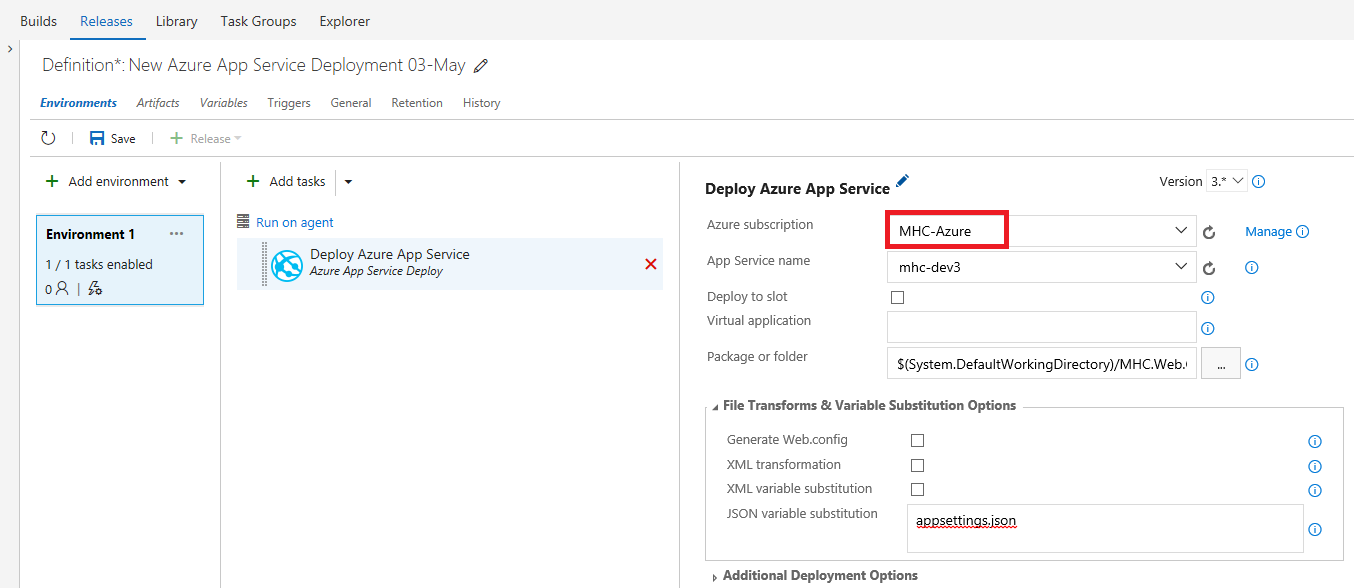 Builds Releases Library Task Groups Explorer
Definition*: New Azure App Service Deployment 03-May
Environments Artifacts Variables Triggers General Retention History
Save Release
Add environment
Environment 1 ...
1 / 1 tasks enabled
0
Add tasks
Run on agent
Deploy Azure App Service
Azure App Service Deploy
Deploy Azure App Service
Version 3.*
Azure subscription MHC-Azure Manage
App Service name mhc-dev3
Deploy to slot
Virtual application
Package or folder $(System.DefaultWorkingDirectory)/MHC.Web. ...
File Transforms & Variable Substitution Options
Generate Web.config
XML transformation
XML variable substitution
JSON variable substitution appsettings.json
Additional Deployment Options